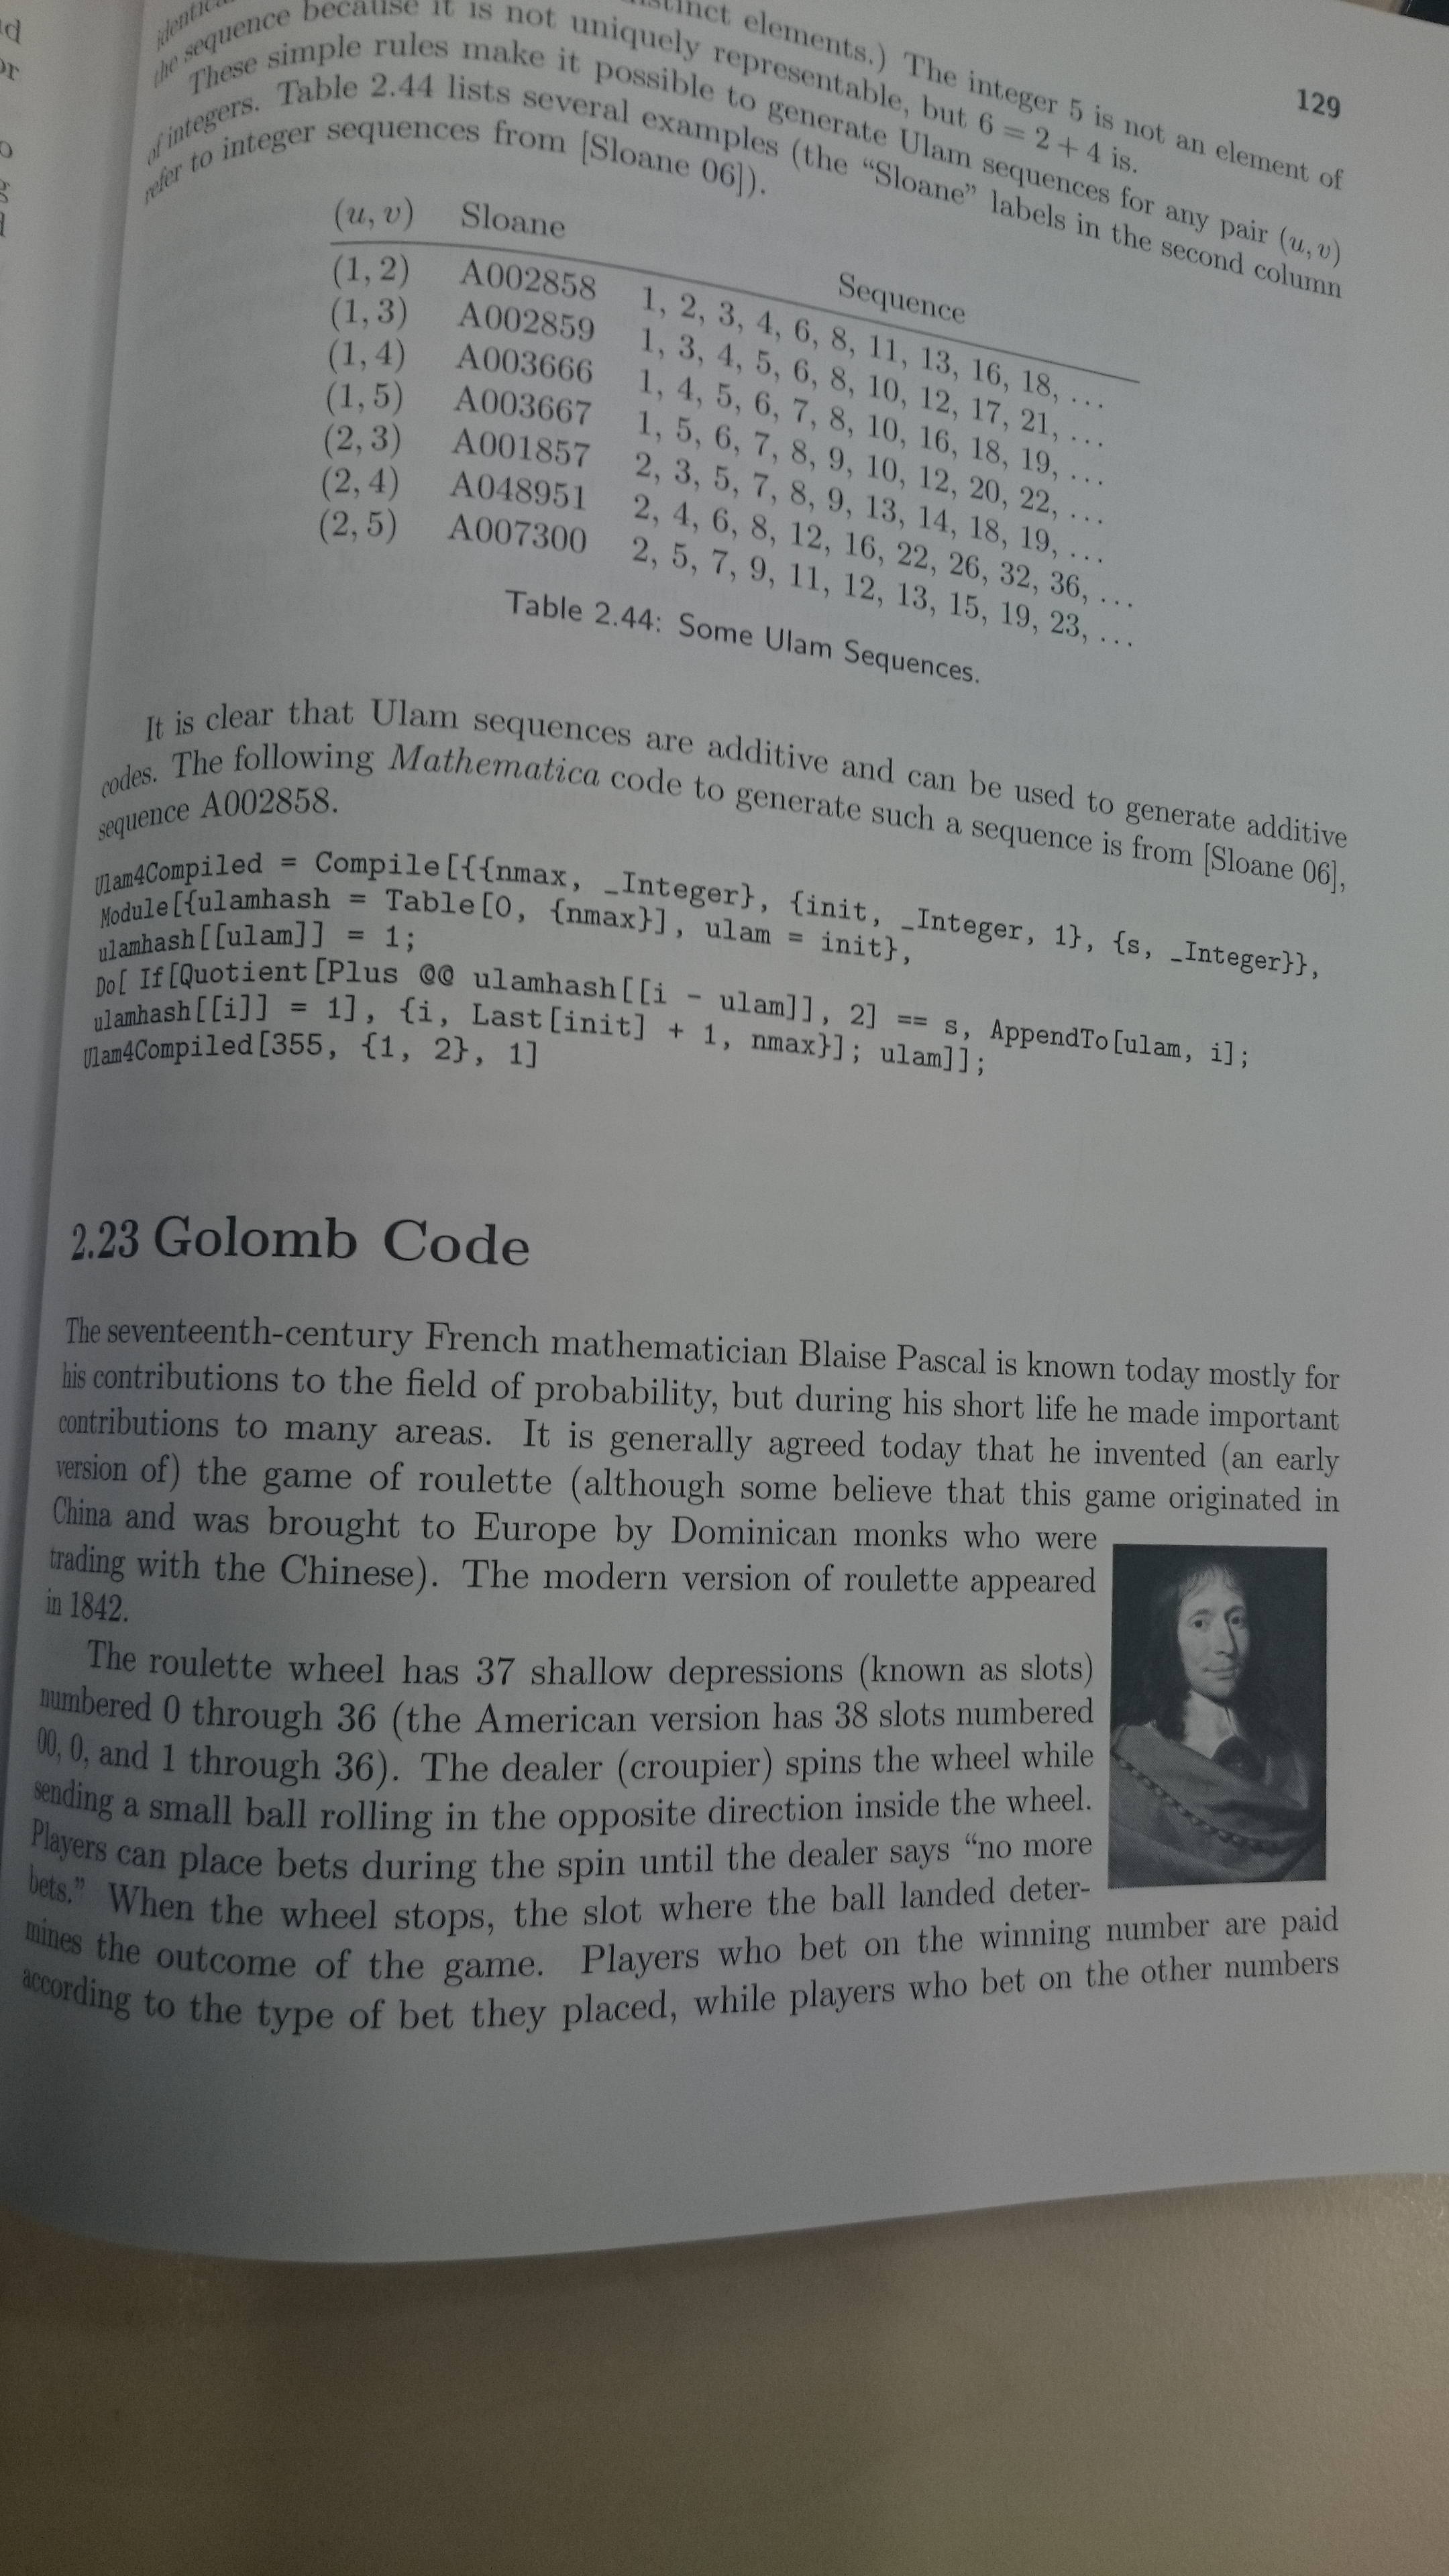 129
identica
stinct elements.) The integer 5 is not an element of
the sequence because it is not uniquely representable, but 6 = 2 + 4 is.
These simple rules make it possible to generate Ulam sequences for any pair (u, v)
of integers. Table 2.44 lists several examples (the “Sloane” labels in the second column
refer to integer sequences from [Sloane 06]).
(u, v) Sloane Sequence
(1, 2) A002858 1, 2, 3, 4, 6, 8, 11, 13, 16, 18, ...
(1, 3) A002859 1, 3, 4, 5, 6, 8, 10, 12, 17, 21, ...
(1, 4) A003666 1, 4, 5, 6, 7, 8, 10, 16, 18, 19, ...
(1, 5) A003667 1, 5, 6, 7, 8, 9, 10, 12, 20, 22, ...
(2, 3) A001857 2, 3, 5, 7, 8, 9, 13, 14, 18, 19, ...
(2, 4) A048951 2, 4, 6, 8, 12, 16, 22, 26, 32, 36, ...
(2, 5) A007300 2, 5, 7, 9, 11, 12, 13, 15, 19, 23, ...
Table 2.44: Some Ulam Sequences.
It is clear that Ulam sequences are additive and can be used to generate additive
codes. The following Mathematica code to generate such a sequence is from [Sloane 06],
sequence A002858.
Ulam4Compiled = Compile[{{nmax, _Integer}, {init, _Integer, 1}, {s, _Integer}},
Module[{ulamhash = Table[0, {nmax}], ulam = init},
ulamhash[[ulam]] = 1;
Do[ If[Quotient[Plus @@ ulamhash[[i - ulam]], 2] == s, AppendTo[ulam, i];
ulamhash[[i]] = 1], {i, Last[init] + 1, nmax}]; ulam]];
Ulam4Compiled[355, {1, 2}, 1]
2.23 Golomb Code
The seventeenth-century French mathematician Blaise Pascal is known today mostly for
his contributions to the field of probability, but during his short life he made important
contributions to many areas. It is generally agreed today that he invented (an early
version of) the game of roulette (although some believe that this game originated in
China and was brought to Europe by Dominican monks who were
trading with the Chinese). The modern version of roulette appeared
in 1842.
The roulette wheel has 37 shallow depressions (known as slots)
numbered 0 through 36 (the American version has 38 slots numbered
00, 0, and 1 through 36). The dealer (croupier) spins the wheel while
sending a small ball rolling in the opposite direction inside the wheel.
Players can place bets during the spin until the dealer says “no more
bets.” When the wheel stops, the slot where the ball landed deter-
mines the outcome of the game. Players who bet on the winning number are paid
according to the type of bet they placed, while players who bet on the other numbers